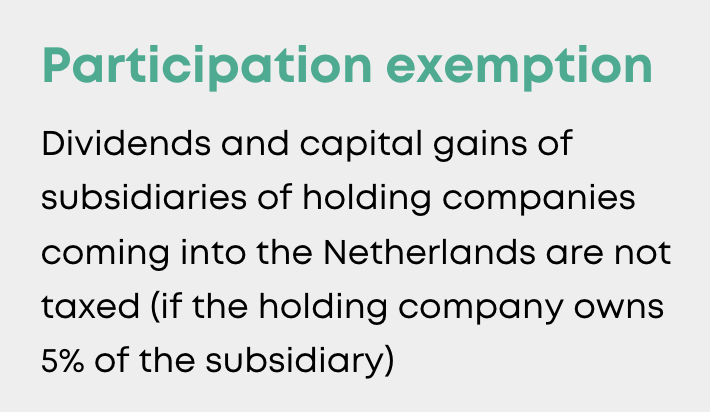 Participation exemption
Dividends and capital gains of
subsidiaries of holding companies
coming into the Netherlands are not
taxed (if the holding company owns
5% of the subsidiary)